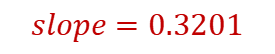 slope = 0.3201